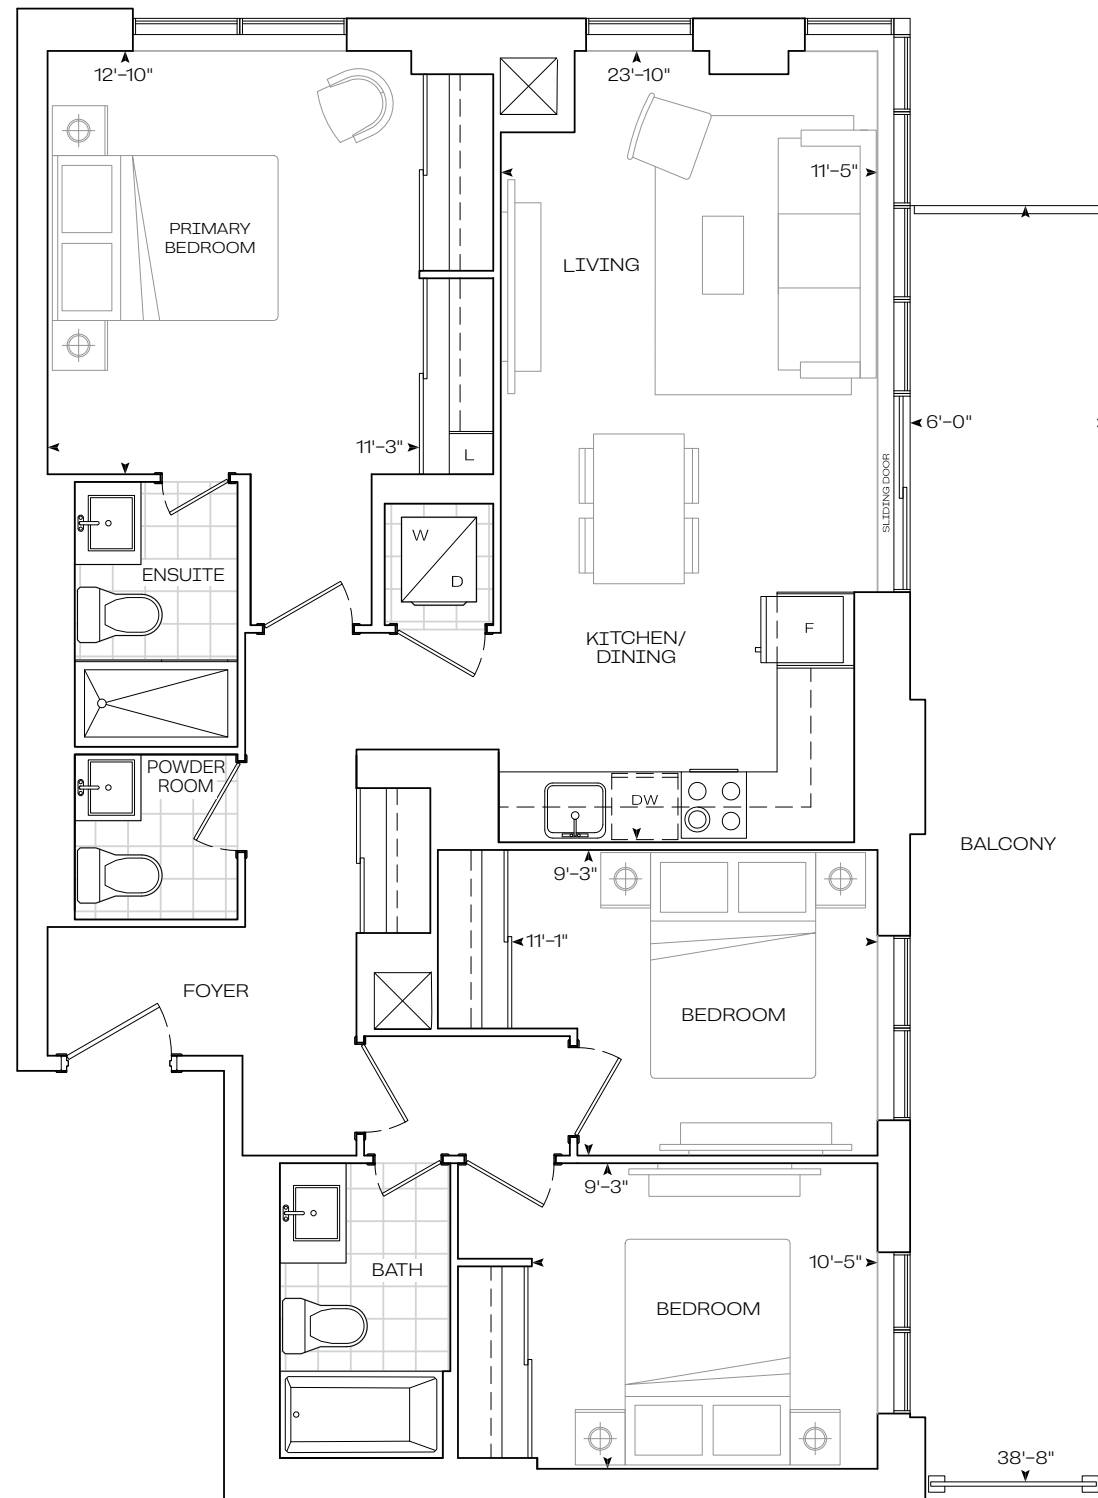 12'-10"
23'-10"
11'-5"
PRIMARY
BEDROOM
LIVING
6'-0"
11'-3"
L
SLIDING DOOR
W
D
ENSUITE
F
KITCHEN/
DINING
POWDER
ROOM
DW
BALCONY
9'-3"
11'-1"
FOYER
BEDROOM
9'-3"
10'-5"
BATH
BEDROOM
38'-8"